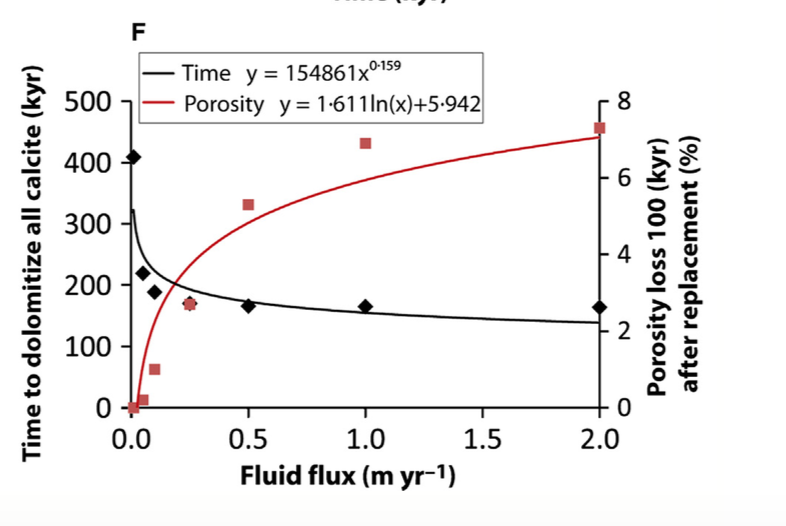 F
Time y = 154861x^0·159
Porosity y = 1·611ln(x)+5·942
Time to dolomitize all calcite (kyr)
500
400
300
200
100
0
8
6
4
2
0
Porosity loss 100 (kyr)
after replacement (%)
0.0 0.5 1.0 1.5 2.0
Fluid flux (m yr⁻¹)